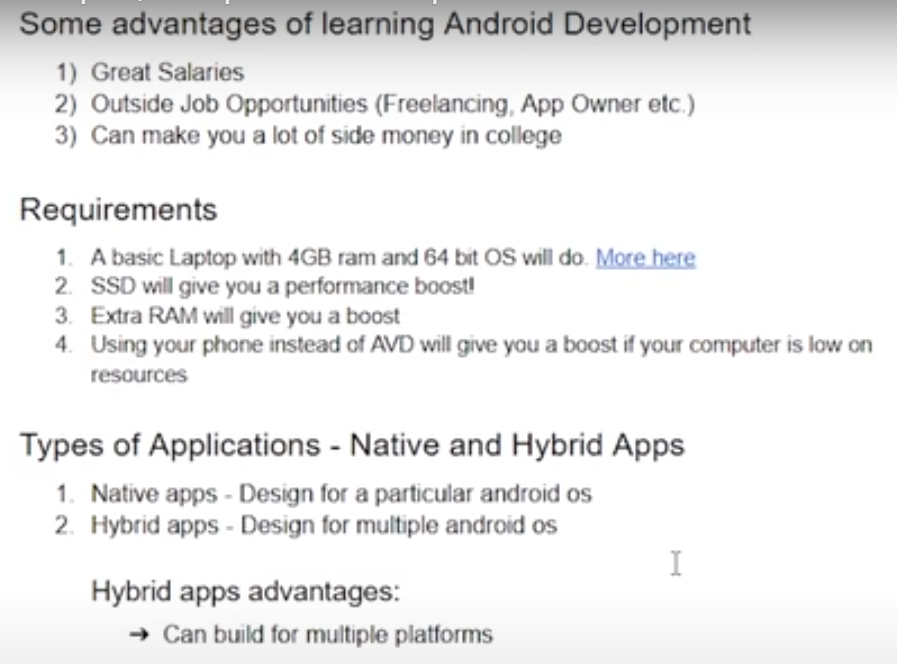 Some advantages of learning Android Development
1) Great Salaries
2) Outside Job Opportunities (Freelancing, App Owner etc.)
3) Can make you a lot of side money in college
Requirements
1. A basic Laptop with 4GB ram and 64 bit OS will do. More here
2. SSD will give you a performance boost!
3. Extra RAM will give you a boost
4. Using your phone instead of AVD will give you a boost if your computer is low on
resources
Types of Applications - Native and Hybrid Apps
1. Native apps - Design for a particular android os
2. Hybrid apps - Design for multiple android os
Hybrid apps advantages:
➔ Can build for multiple platforms